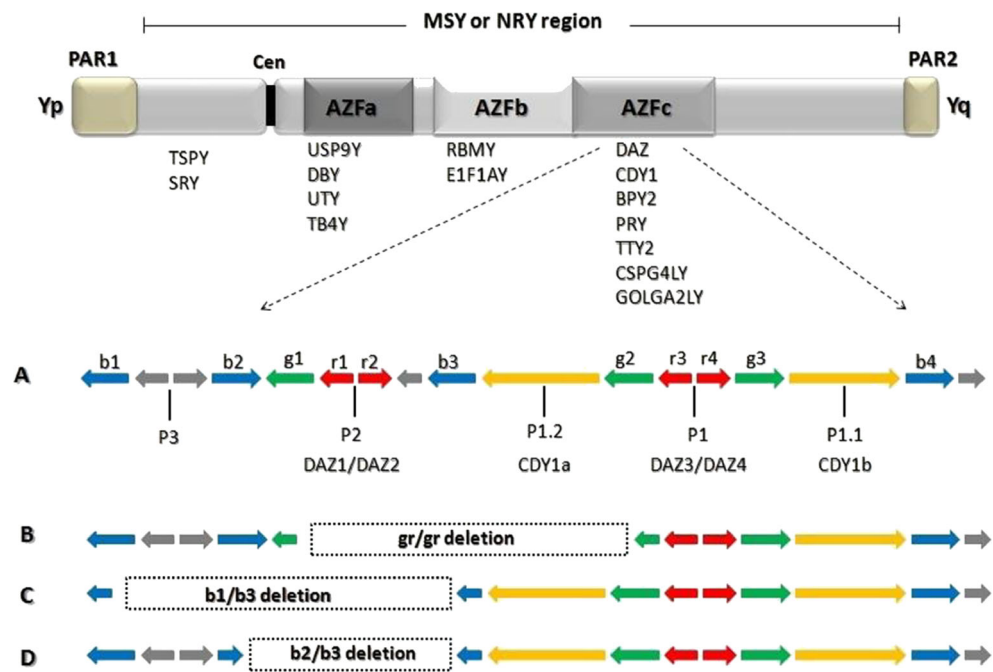 MSY or NRY region
PAR1 Cen PAR2
Yp AZFa AZFb AZFc Yq
TSPY USP9Y RBMY DAZ
SRY DBY E1F1AY CDY1
UTY BPY2
TB4Y PRY
TTY2
CSPG4LY
GOLGA2LY
A b1 b2 g1 r1 r2 b3 g2 r3 r4 g3 b4
P3 P2 P1.2 P1 P1.1
DAZ1/DAZ2 CDY1a DAZ3/DAZ4 CDY1b
B gr/gr deletion
C b1/b3 deletion
D b2/b3 deletion